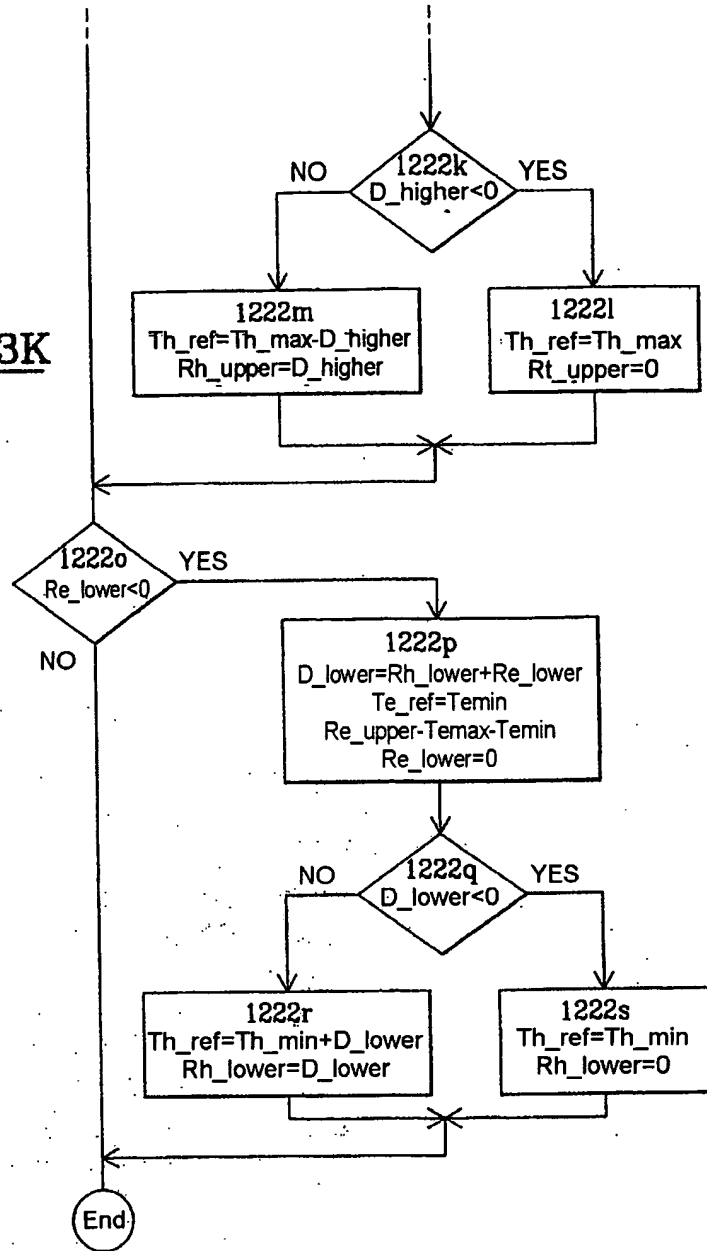 1222k
NO
YES
D_higher<0
1222m
Th_ref=Th_max-D_higher
Rh_upper=D_higher
1222l
Th_ref=Th_max
Rt_upper=0
3K
1222o
YES
Re_lower<0
NO
1222p
D_lower=Rh_lower+Re_lower
Te_ref=Temin
Re_upper-Temax-Temin
Re_lower=0
1222q
NO
YES
D_lower<0
1222r
Th_ref=Th_min+D_lower
Rh_lower=D_lower
1222s
Th_ref=Th_min
Rh_lower=0
End